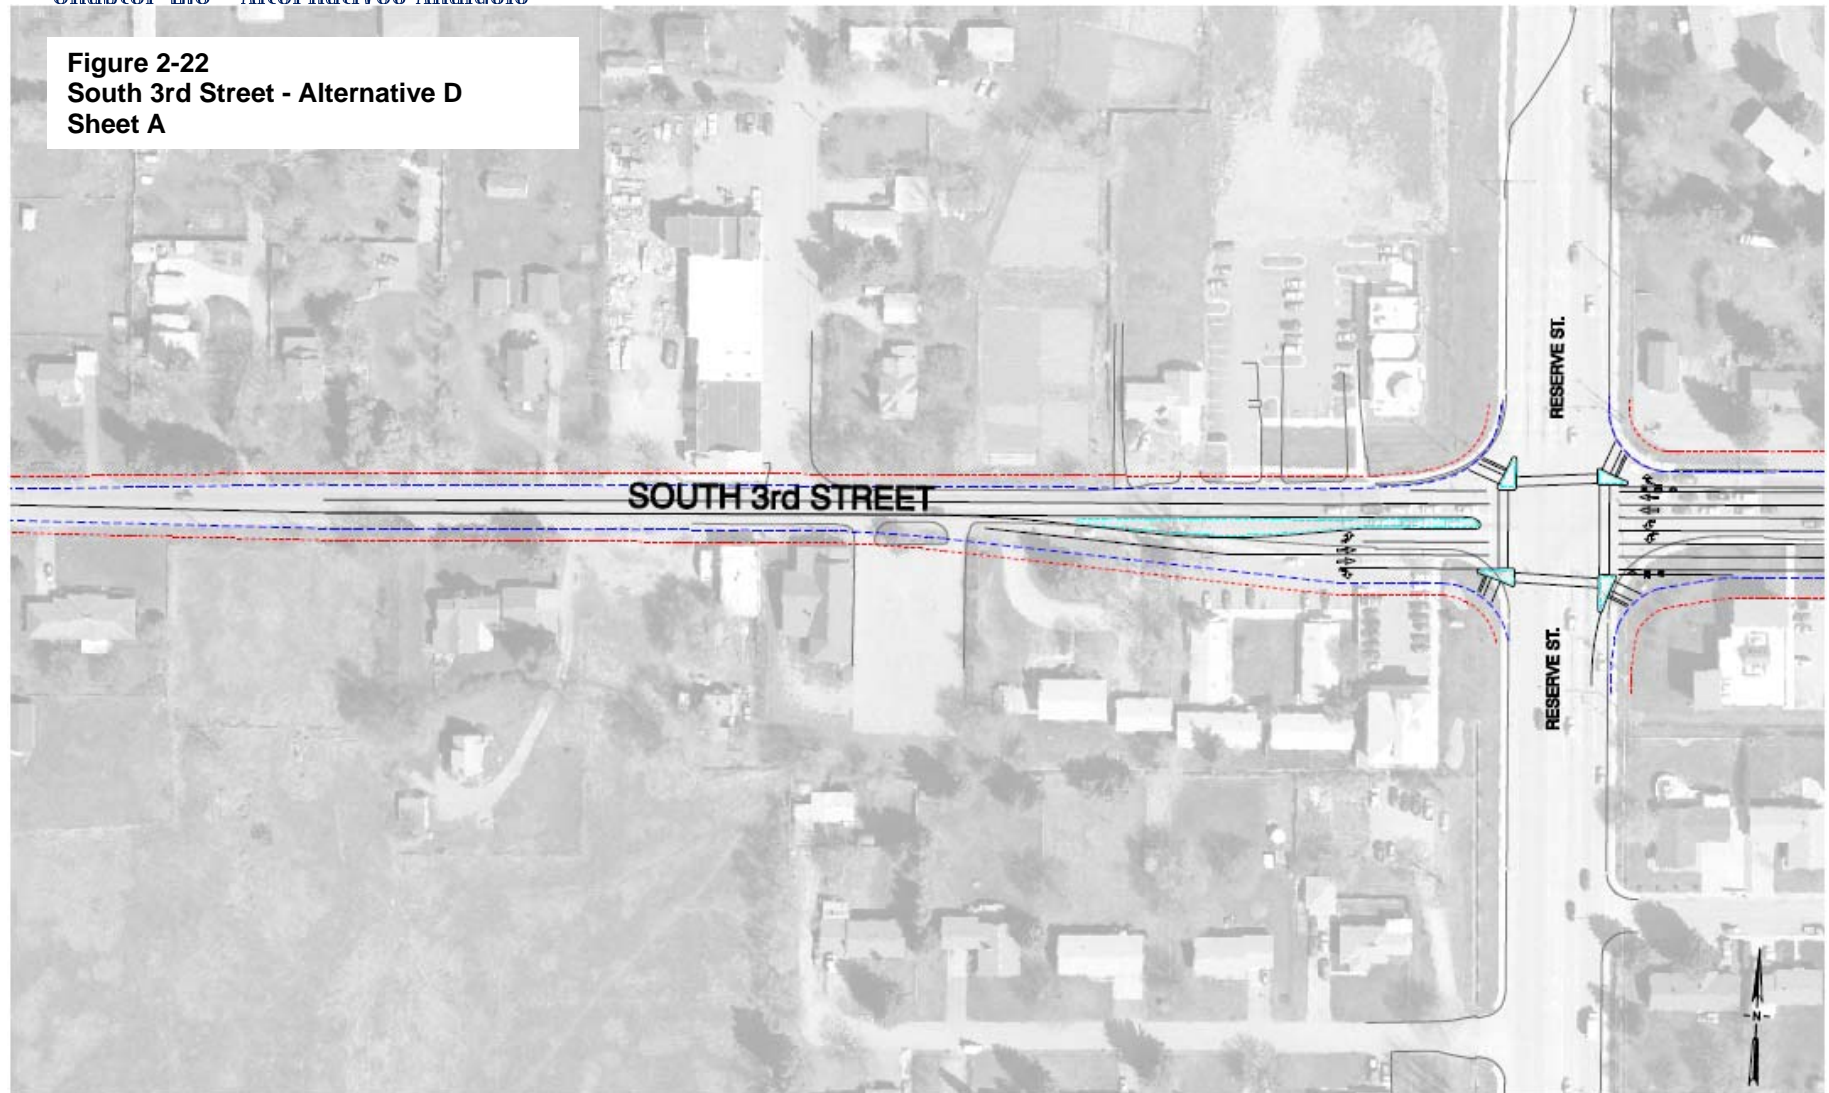 Figure 2-22
South 3rd Street - Alternative D
Sheet A
RESERVE ST.
SOUTH 3rd STREET
RESERVE ST.
-N-